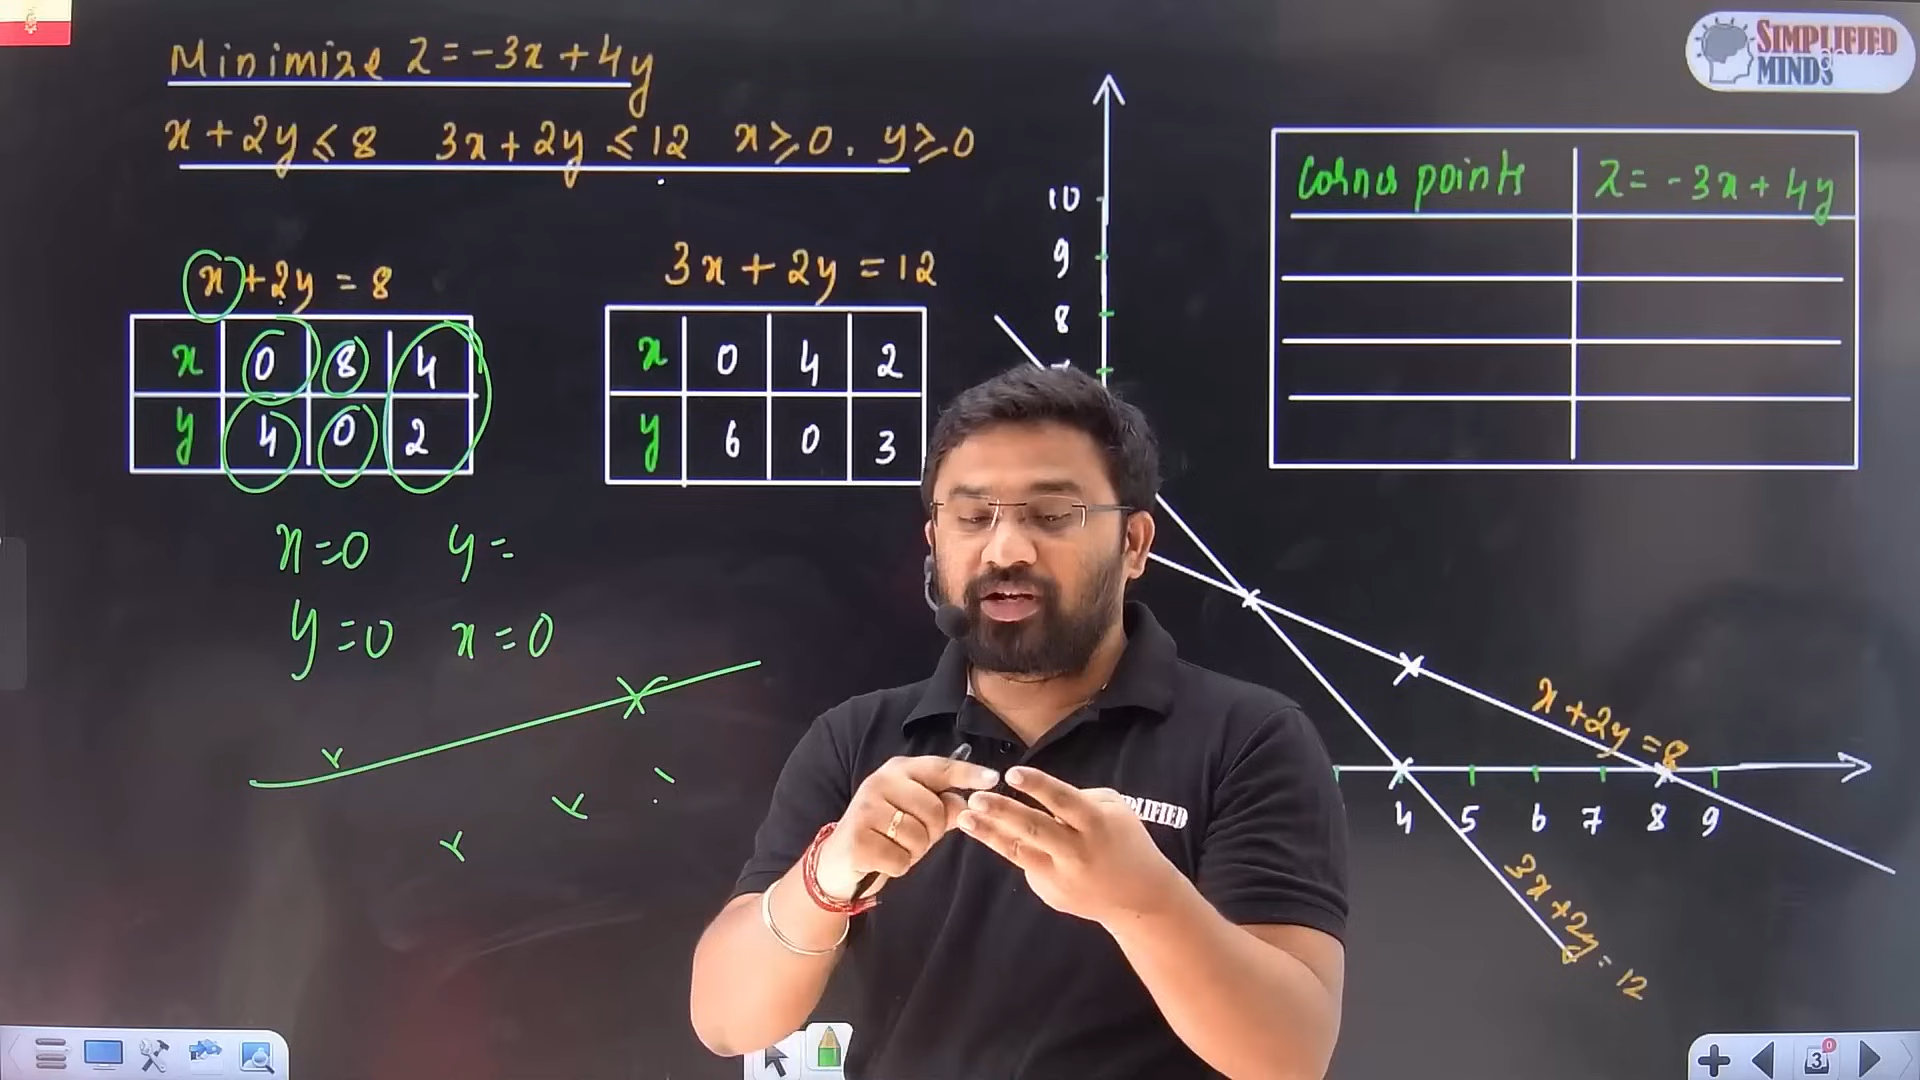 Minimize Z = -3x + 4y
x + 2y ≤ 8 3x + 2y ≤ 12 x ≥ 0, y ≥ 0
SIMPLIFIED
MINDS
x + 2y = 8
x 0 8 4
y 4 0 2
3x + 2y = 12
x 0 4 2
y 6 0 3
x = 0 y =
y = 0 x = 0
10
9
8
Corner points Z = -3x + 4y
x + 2y = 8
4 5 6 7 8 9
3x + 2y = 12
3
0